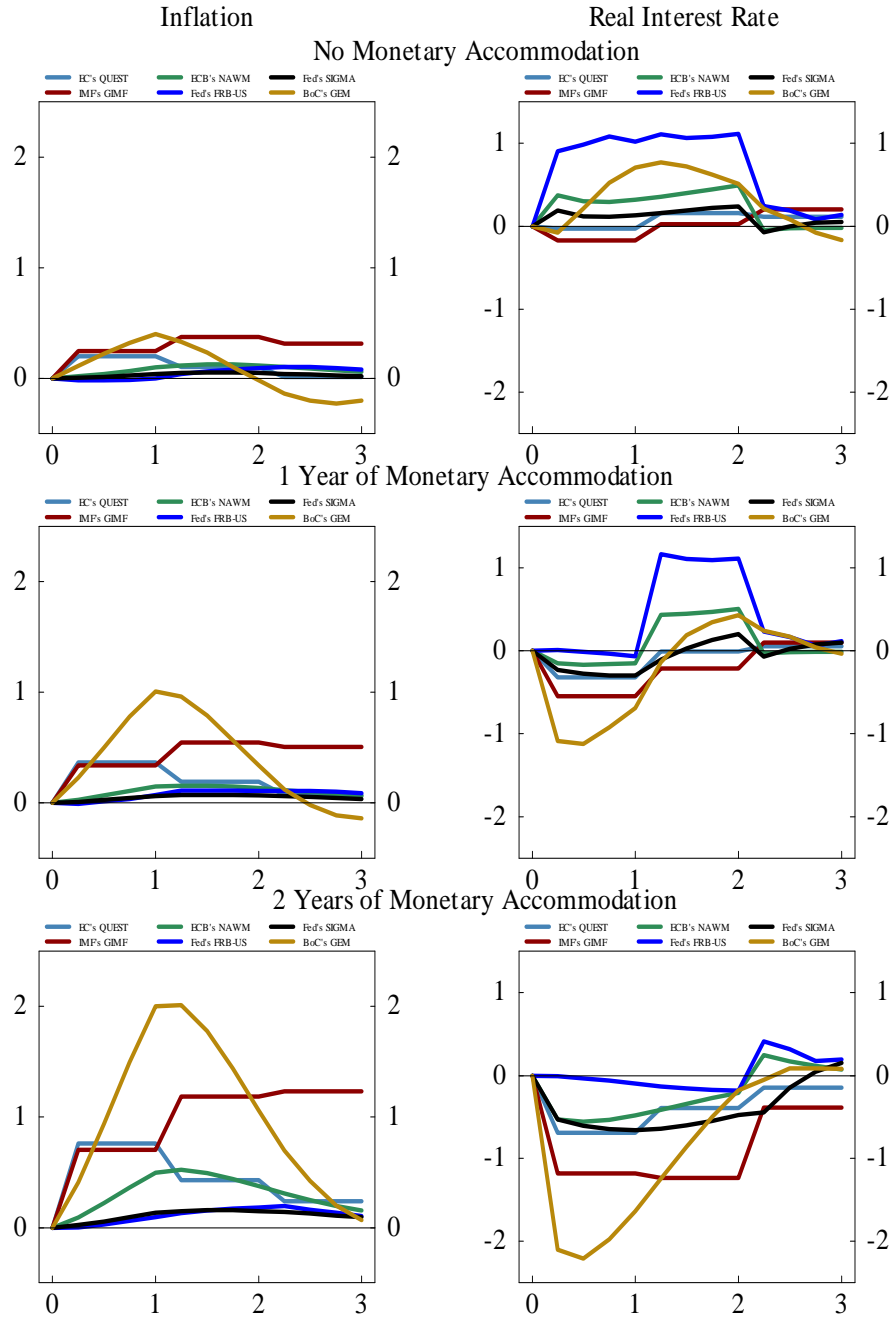 Inflation Real Interest Rate
No Monetary Accommodation
EC's QUEST ECB's NAWM Fed's SIGMA EC's QUEST ECB's NAWM Fed's SIGMA
IMF's GIMF Fed's FRB-US BoC's GEM IMF's GIMF Fed's FRB-US BoC's GEM
2 2 1 1
1 1 0 0
-1 -1
0 0 -2 -2
0 1 2 3 0 1 2 3
1 Year of Monetary Accommodation
EC's QUEST ECB's NAWM Fed's SIGMA EC's QUEST ECB's NAWM Fed's SIGMA
IMF's GIMF Fed's FRB-US BoC's GEM IMF's GIMF Fed's FRB-US BoC's GEM
2 2 1 1
1 1 0 0
-1 -1
0 0 -2 -2
0 1 2 3 0 1 2 3
2 Years of Monetary Accommodation
EC's QUEST ECB's NAWM Fed's SIGMA EC's QUEST ECB's NAWM Fed's SIGMA
IMF's GIMF Fed's FRB-US BoC's GEM IMF's GIMF Fed's FRB-US BoC's GEM
2 2 1 1
1 1 0 0
-1 -1
0 0 -2 -2
0 1 2 3 0 1 2 3